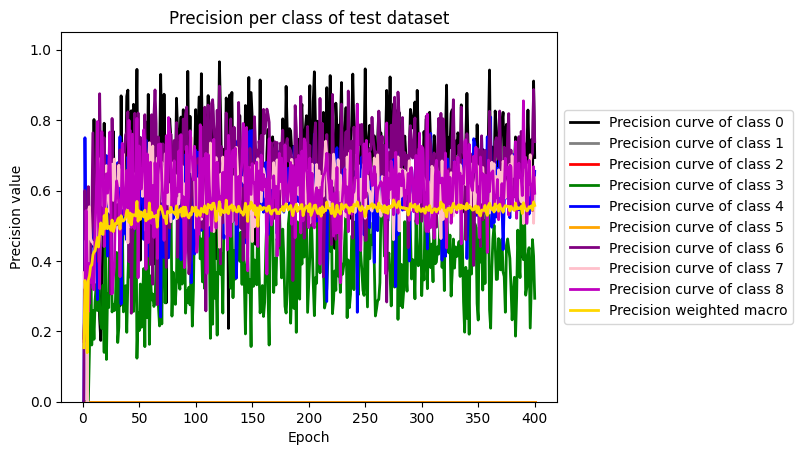 Precision per class of test dataset
1.0
0.8
0.6
0.4
0.2
0.0
Precision value
0 50 100 150 200 250 300 350 400
Epoch
Precision curve of class 0
Precision curve of class 1
Precision curve of class 2
Precision curve of class 3
Precision curve of class 4
Precision curve of class 5
Precision curve of class 6
Precision curve of class 7
Precision curve of class 8
Precision weighted macro